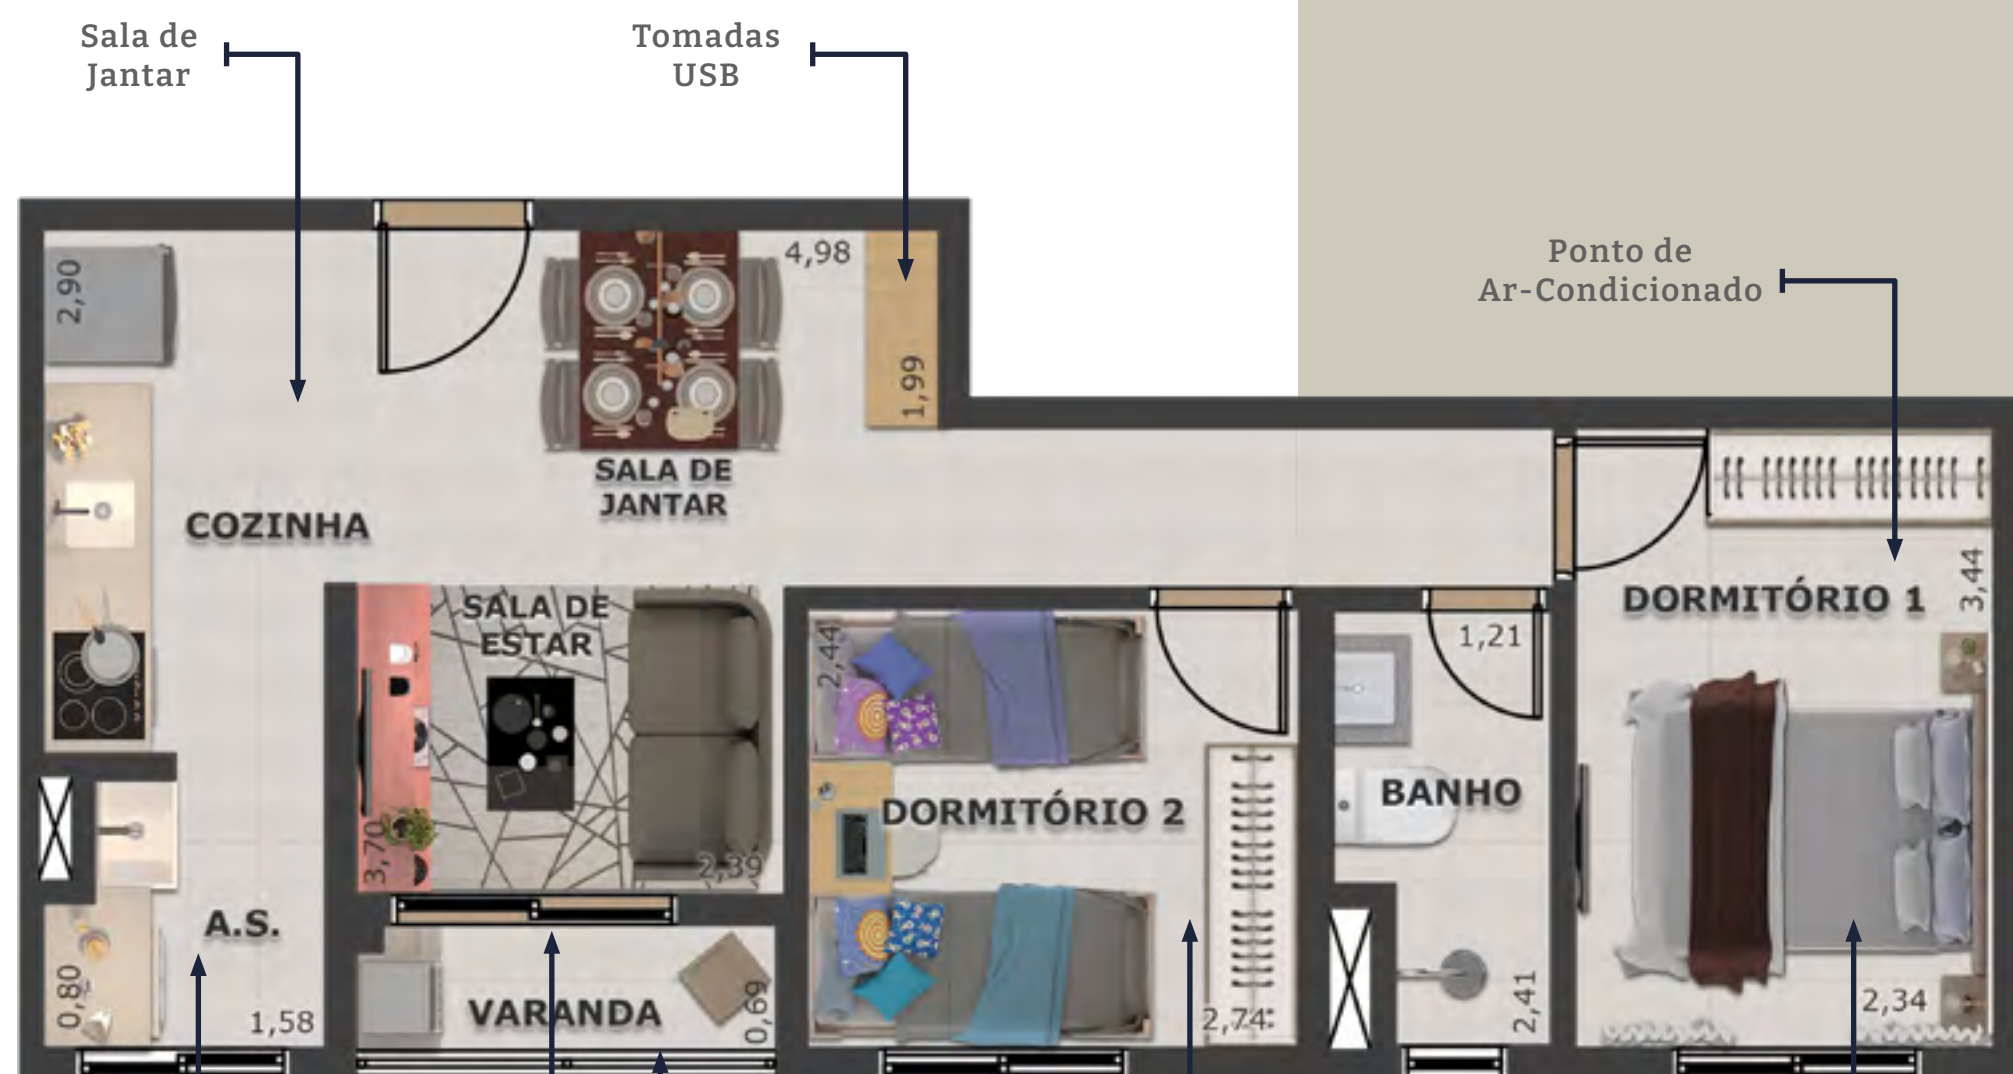 Sala de
Jantar
Tomadas
USB
Ponto de
Ar-Condicionado
2,90
4,98
1,99
SALA DE
JANTAR
COZINHA
3,44
DORMITÓRIO 1
SALA DE
ESTAR
2,44
1,21
DORMITÓRIO 2
BANHO
3,70
2,39
A.S.
0,80
1,58
VARANDA
0,69
2,74
2,41
2,34